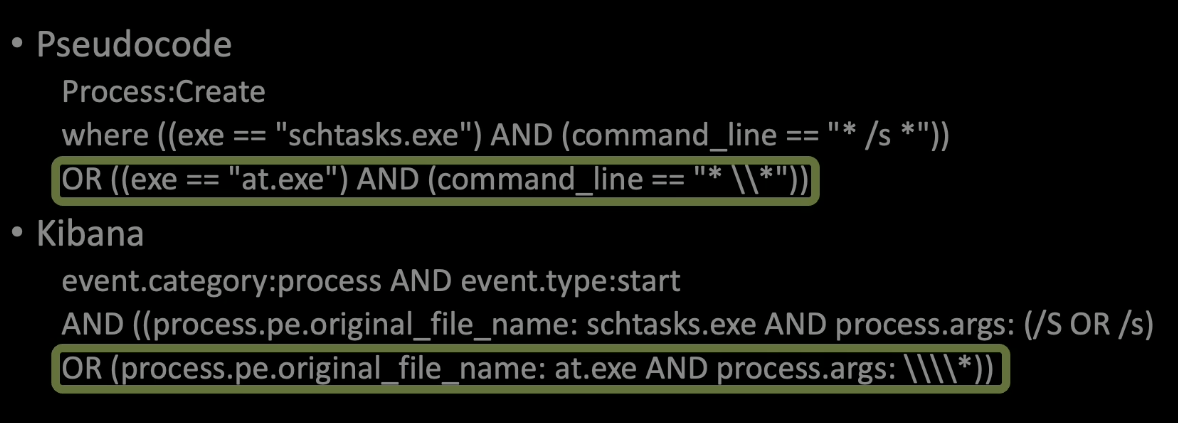 • Pseudocode
Process:Create
where ((exe == "schtasks.exe") AND (command_line == "* /s *"))
OR ((exe == "at.exe") AND (command_line == "* \\*"))
• Kibana
event.category:process AND event.type:start
AND ((process.pe.original_file_name: schtasks.exe AND process.args: (/S OR /s)
OR (process.pe.original_file_name: at.exe AND process.args: \\\\*))